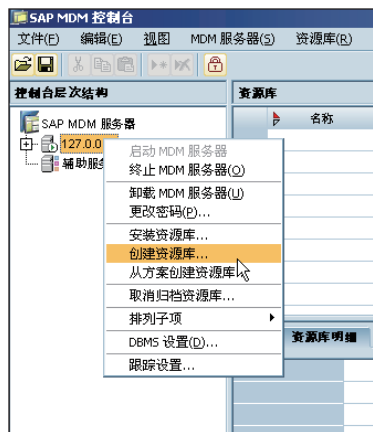 SAP MDM 控制台
文件(F) 编辑(E) 视图 MDM 服务器(S) 资源库(R)
控制台层次结构
资源库
名称
SAP MDM 服务器
127.0.0
辅助服
启动 MDM 服务器
终止 MDM 服务器(O)
卸载 MDM 服务器(U)
更改密码(P)...
安装资源库...
创建资源库...
从方案创建资源库
取消归档资源库...
排列子项
DBMS 设置(D)...
跟踪设置...
资源库明细